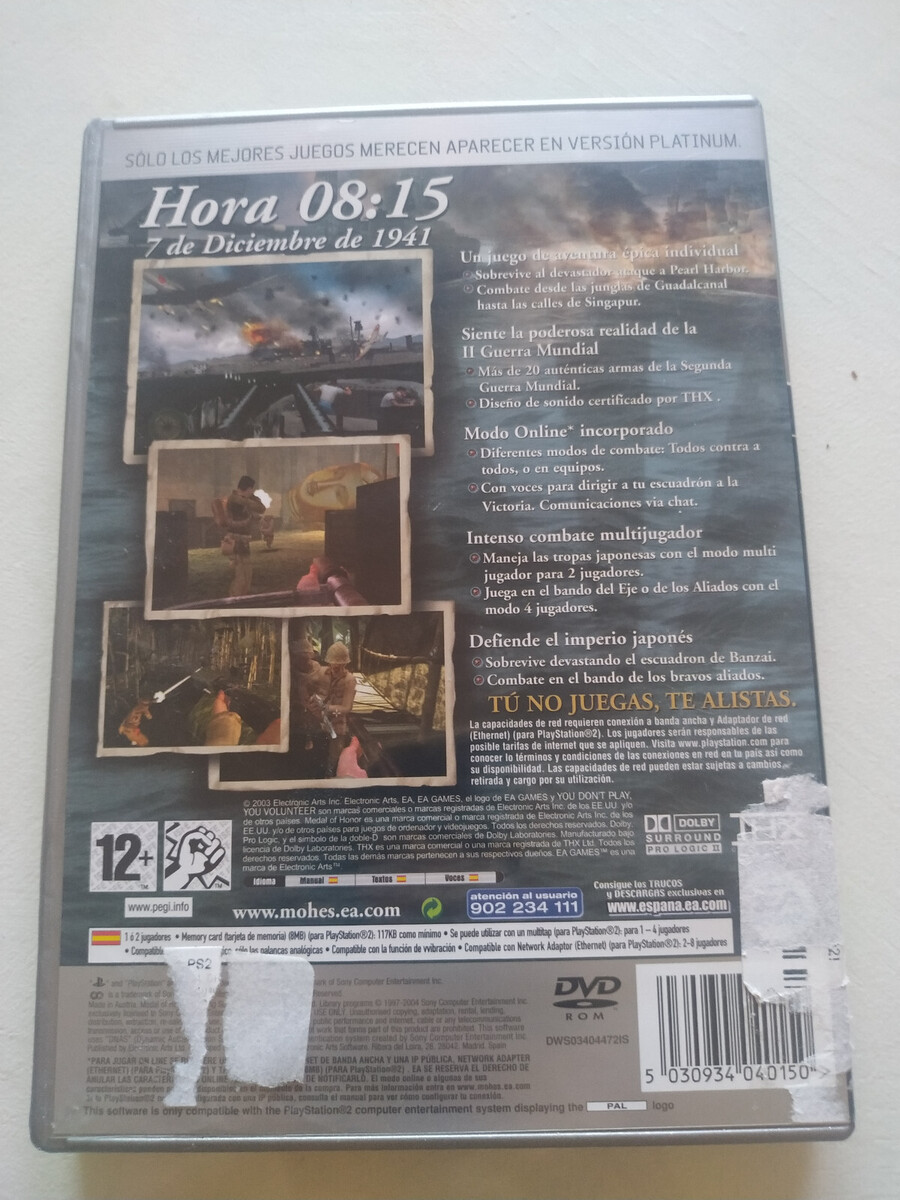 SÓLO LOS MEJORES JUEGOS MERECEN APARECER EN VERSIÓN PLATINUM.
Hora 08:15
7 de Diciembre de 1941
Un juego de aventura épica individual
Sobrevive al devastador ataque a Pearl Harbor.
Combate desde las junglas de Guadalcanal
hasta las calles de Singapur.
Siente la poderosa realidad de la
II Guerra Mundial
Más de 20 auténticas armas de la Segunda
Guerra Mundial.
Diseño de sonido certificado por THX .
Modo Online* incorporado
Diferentes modos de combate: Todos contra a
todos, o en equipos.
Con voces para dirigir a tu escuadrón a la
Victoria. Comunicaciones via chat.
Intenso combate multijugador
Maneja las tropas japonesas con el modo multi
jugador para 2 jugadores.
Juega en el bando del Eje o de los Aliados con el
modo 4 jugadores.
Defiende el imperio japonés
Sobrevive devastando el escuadron de Banzai.
Combate en el bando de los bravos aliados.
TÚ NO JUEGAS, TE ALISTAS.
La capacidades de red requieren conexión a banda ancha y Adaptador de red
(Ethernet) (para PlayStation®2). Los jugadores serán responsables de las
posible tarifas de internet que se apliquen. Visita www.playstation.com para
conocer lo términos y condiciones de las conexiones en red en tu país así como
su disponibilidad. Las capacidades de red pueden estar sujetas a cambios,
retirada y cargo por su utilización.
© 2003 Electronic Arts Inc. Electronic Arts, EA, EA GAMES, el logo de EA GAMES y YOU DON'T PLAY,
YOU VOLUNTEER son marcas comerciales o marcas registradas de Electronic Arts Inc. de los EE.UU. y/o
de otros países. Medal of Honor es una marca comercial o marca registrada de Electronic Arts Inc. en
EE.UU. y/o de otros países para juegos de ordenador y videojuegos. Todos los derechos reservados. Dolby,
Pro Logic, y el símbolo de la doble-D son marcas comerciales de Dolby Laboratories. Manufacturado bajo
licencia de Dolby Laboratories. THX es una marca comercial o una marca registrada de THX Ltd. Todos los
derechos reservados. Todas las demás marcas pertenecen a sus respectivos dueños. EA GAMES™ es una
marca de Electronic Arts™
DOLBY
SURROUND
PRO LOGIC II
12+
www.pegi.info
Idioma Manual Textos Voces
www.mohes.ea.com
atención al usuario
902 234 111
Consigue los TRUCOS
y DESCARGAS exclusivas en
www.espana.ea.com
1 ó 2 jugadores • Memory card (tarjeta de memoria) (8MB) (para PlayStation®2): 117KB como mínimo • Se puede utilizar con un multitap (para PlayStation®2): para 1 – 4 jugadores
• Compatible sólo las palancas analógicas • Compatible con la función de vvibración • Compatible con Network Adaptor (Ethernet) (para PlayStation®2): 2-8 jugadores
PS2
DVD
ROM
DWS03404472IS
5 030934 040150 >
This software is only compatible with the PlayStation®2 computer entertainment system displaying the PAL logo